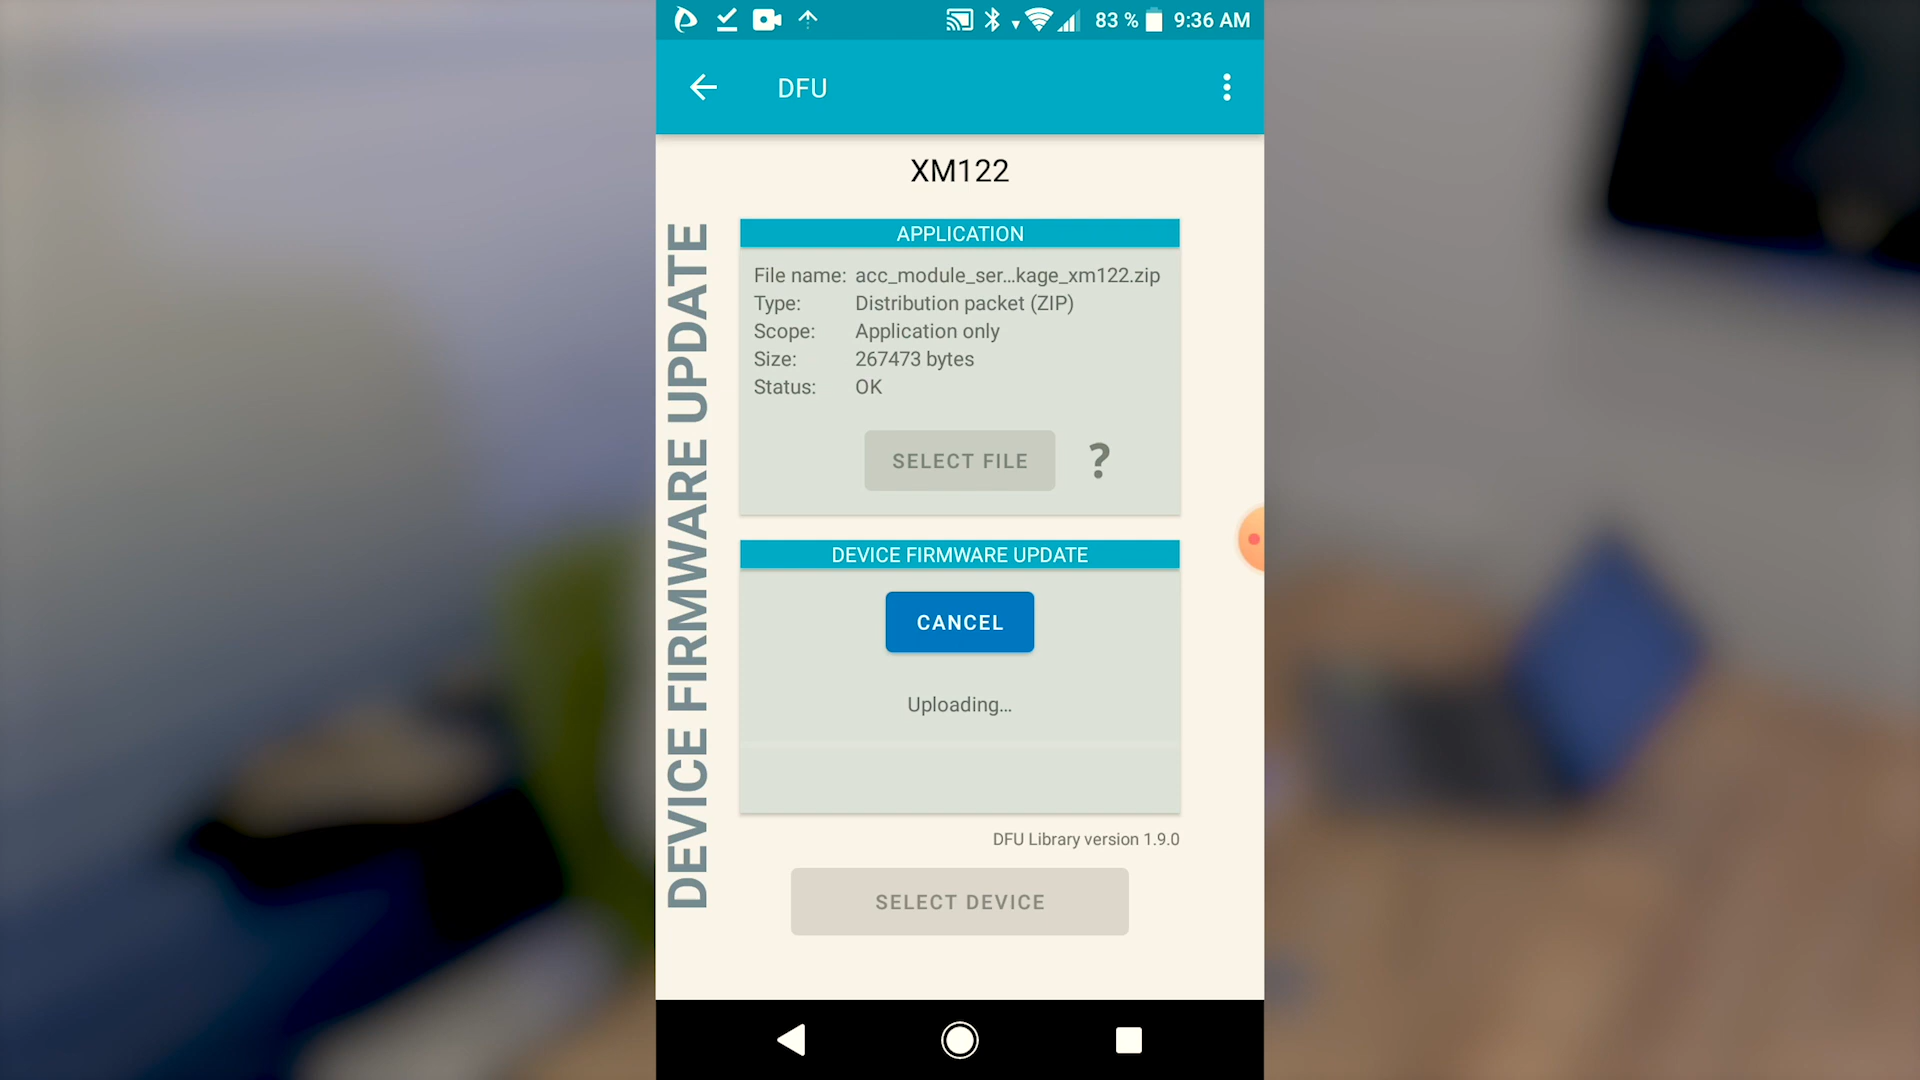 83 % 9:36 AM
DFU
XM122
DEVICE FIRMWARE UPDATE
APPLICATION
File name: acc_module_ser...kage_xm122.zip
Type: Distribution packet (ZIP)
Scope: Application only
Size: 267473 bytes
Status: OK
SELECT FILE ?
DEVICE FIRMWARE UPDATE
CANCEL
Uploading...
DFU Library version 1.9.0
SELECT DEVICE